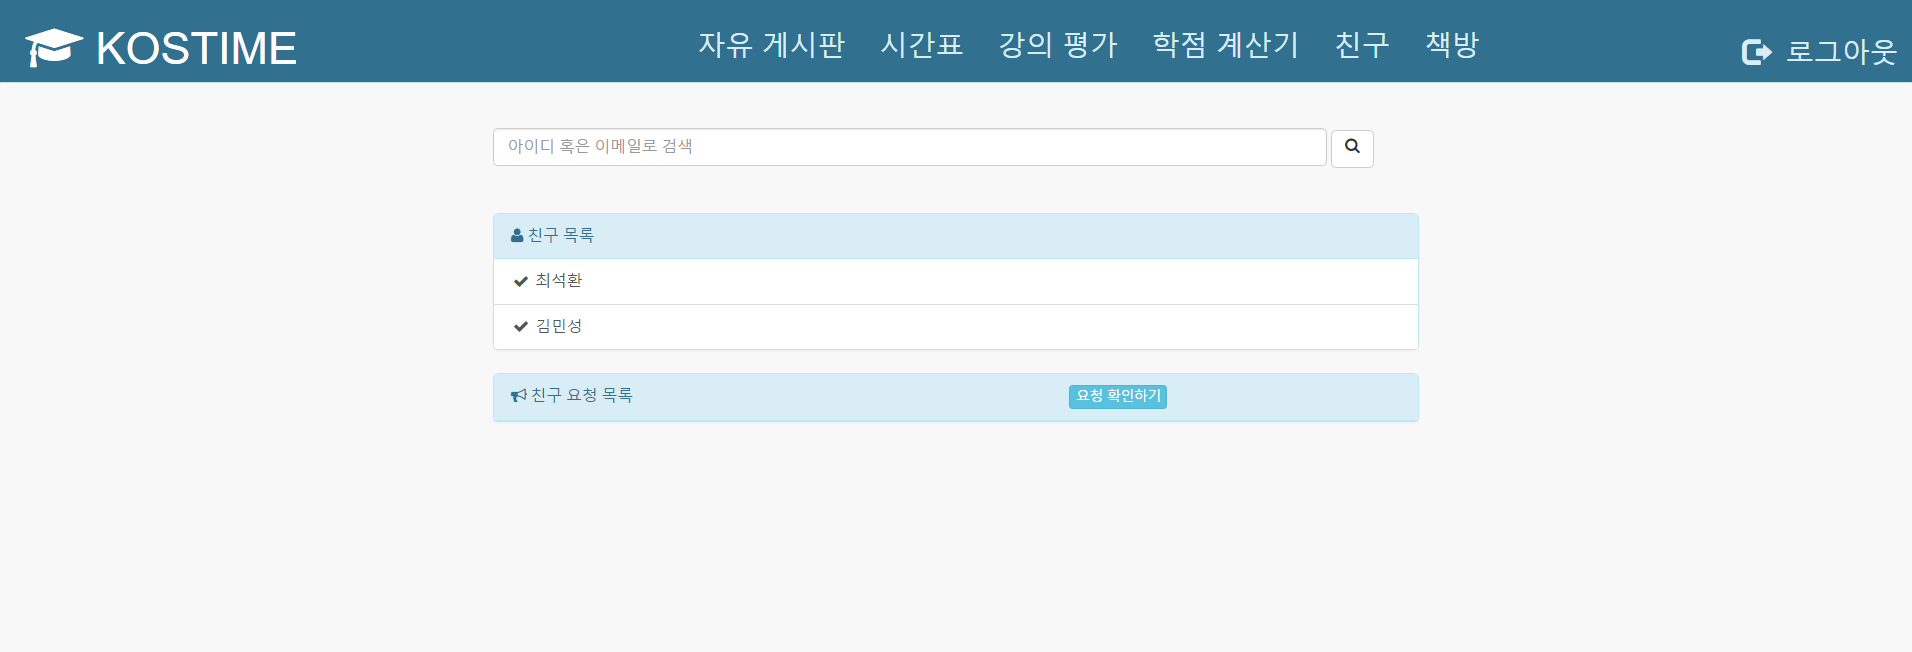 KOSTIME
자유 게시판 시간표 강의 평가 학점 계산기 친구 책방
로그아웃
아이디 혹은 이메일로 검색
친구 목록
최석환
김민성
친구 요청 목록
요청 확인하기